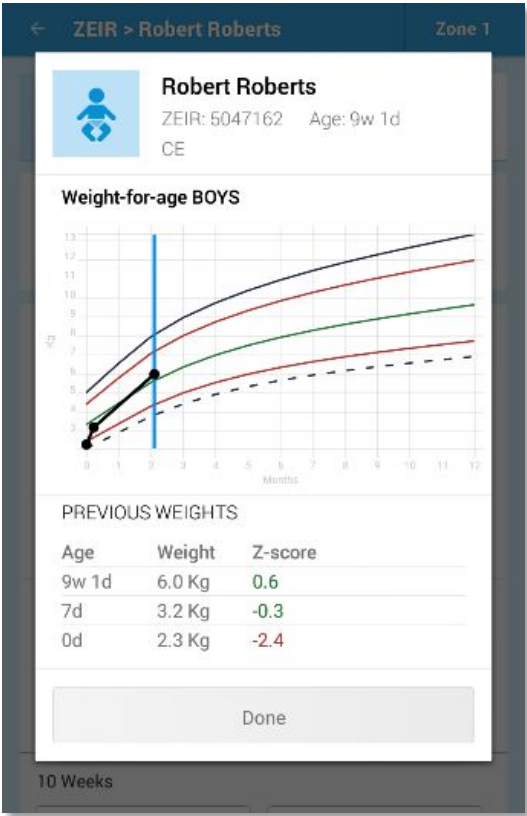 ← ZEIR > Robert Roberts Zone 1
Robert Roberts
ZEIR: 5047162 Age: 9w 1d
CE
Weight-for-age BOYS
13
12
11
10
9
8
7
6
5
4
3
Kg
0 1 2 3 4 5 6 7 8 9 10 11 12
Months
PREVIOUS WEIGHTS
Age Weight Z-score
9w 1d 6.0 Kg 0.6
7d 3.2 Kg -0.3
0d 2.3 Kg -2.4
Done
10 Weeks